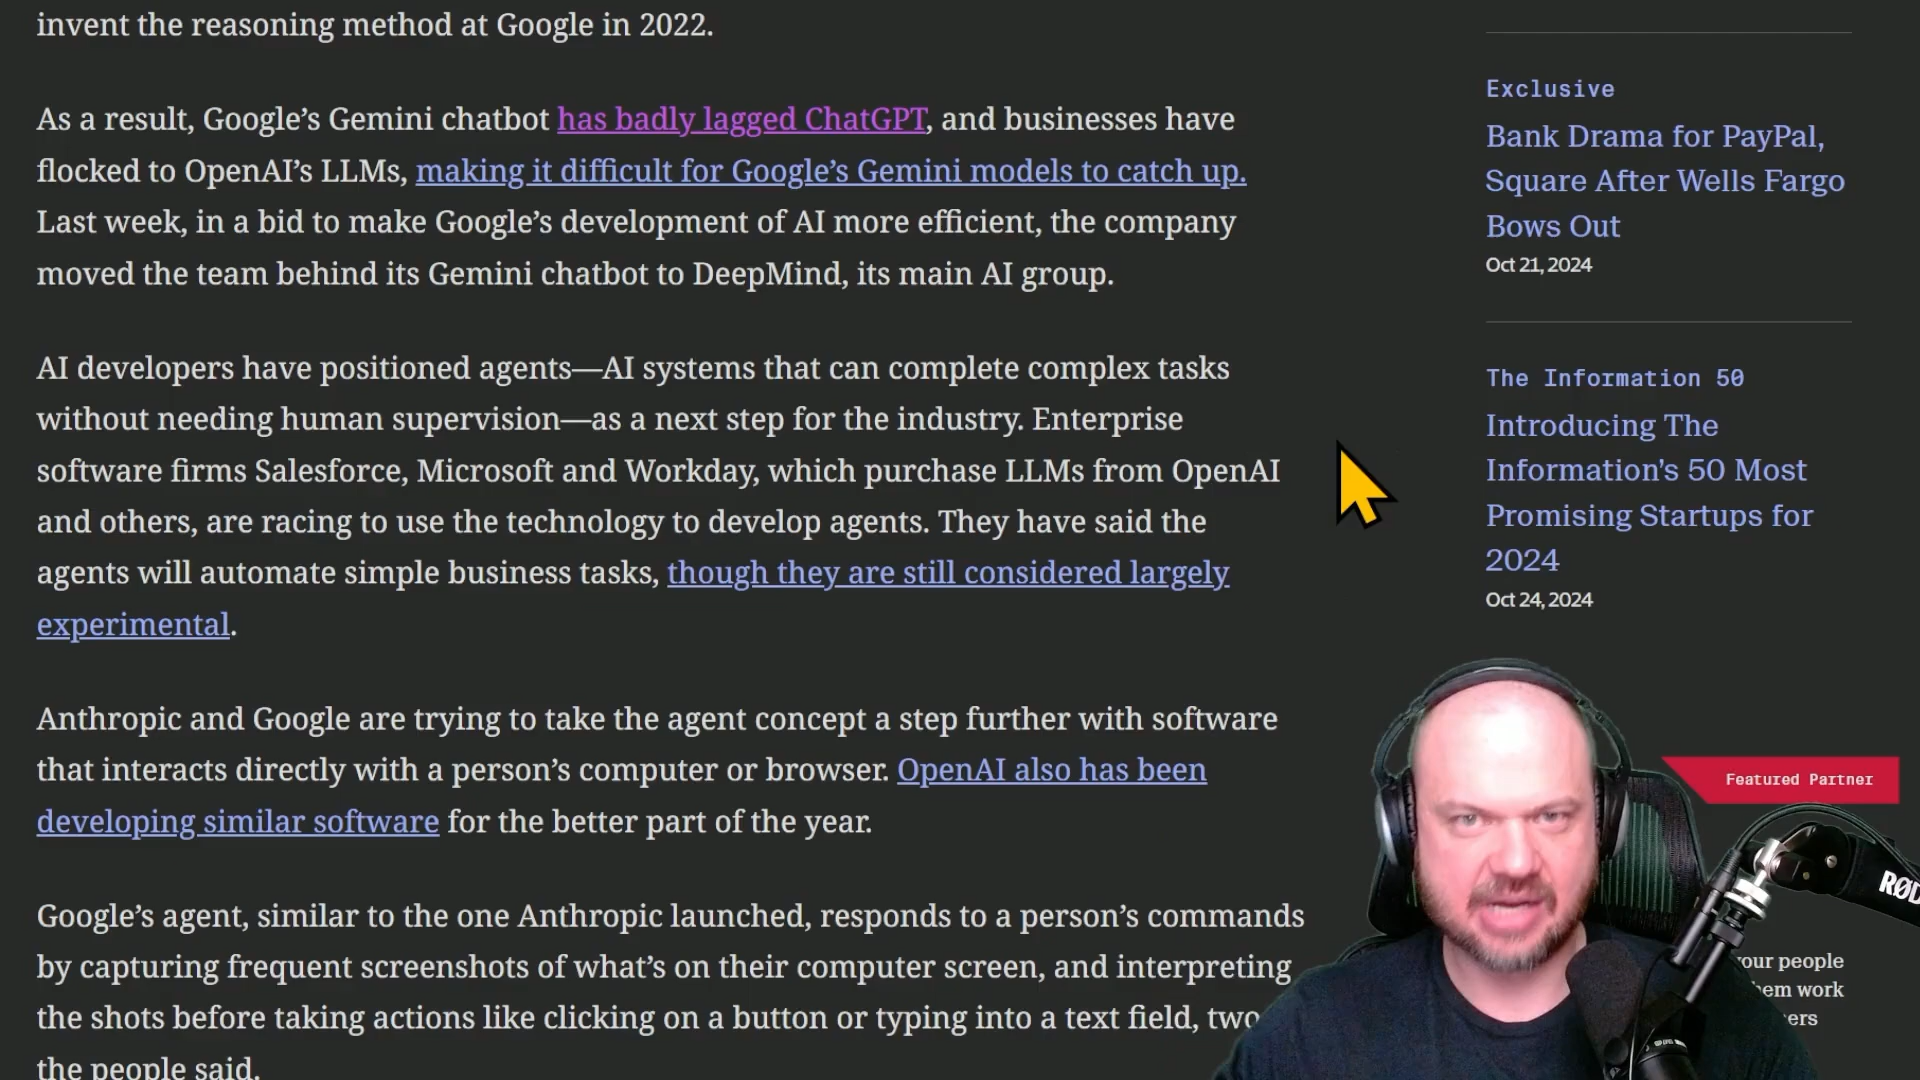 invent the reasoning method at Google in 2022.
As a result, Google’s Gemini chatbot has badly lagged ChatGPT, and businesses have
flocked to OpenAI’s LLMs, making it difficult for Google’s Gemini models to catch up.
Last week, in a bid to make Google’s development of AI more efficient, the company
moved the team behind its Gemini chatbot to DeepMind, its main AI group.
AI developers have positioned agents—AI systems that can complete complex tasks
without needing human supervision—as a next step for the industry. Enterprise
software firms Salesforce, Microsoft and Workday, which purchase LLMs from OpenAI
and others, are racing to use the technology to develop agents. They have said the
agents will automate simple business tasks, though they are still considered largely
experimental.
Anthropic and Google are trying to take the agent concept a step further with software
that interacts directly with a person’s computer or browser. OpenAI also has been
developing similar software for the better part of the year.
Google’s agent, similar to the one Anthropic launched, responds to a person’s commands
by capturing frequent screenshots of what’s on their computer screen, and interpreting
the shots before taking actions like clicking on a button or typing into a text field, two
the people said.
Exclusive
Bank Drama for PayPal,
Square After Wells Fargo
Bows Out
Oct 21, 2024
The Information 50
Introducing The
Information’s 50 Most
Promising Startups for
2024
Oct 24, 2024
Featured Partner
RØD
your people
work